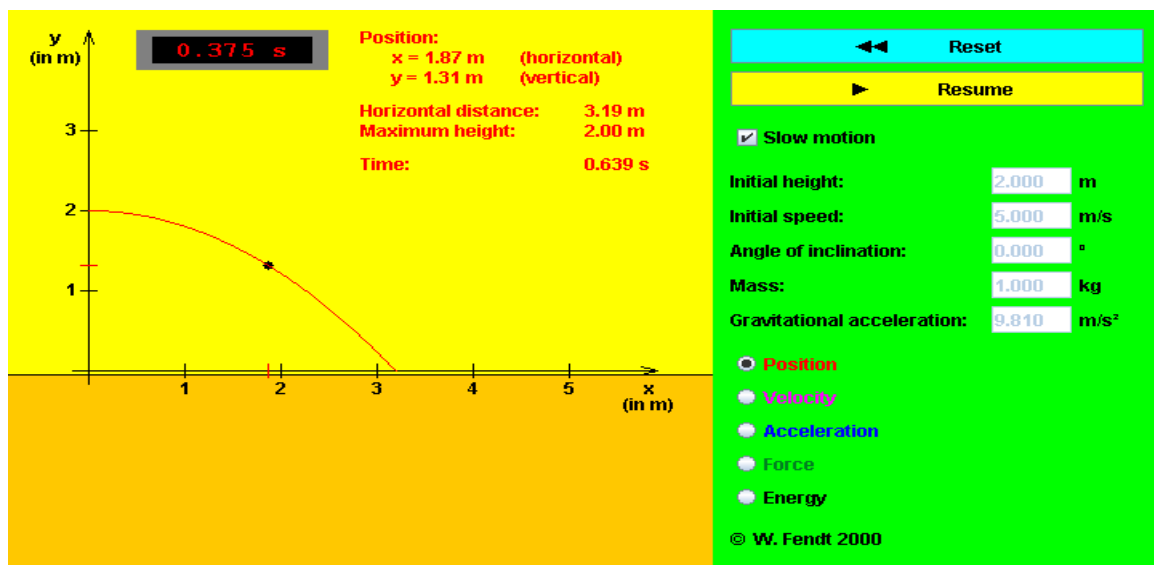 y
(in m)
0.375 s
Position:
x = 1.87 m (horizontal)
y = 1.31 m (vertical)
Horizontal distance: 3.19 m
Maximum height: 2.00 m
Time: 0.639 s
3
2
1
1 2 3 4 5 x
(in m)
Reset
Resume
Slow motion
Initial height: 2.000 m
Initial speed: 5.000 m/s
Angle of inclination: 0.000 °
Mass: 1.000 kg
Gravitational acceleration: 9.810 m/s²
Position
Velocity
Acceleration
Force
Energy
© W. Fendt 2000